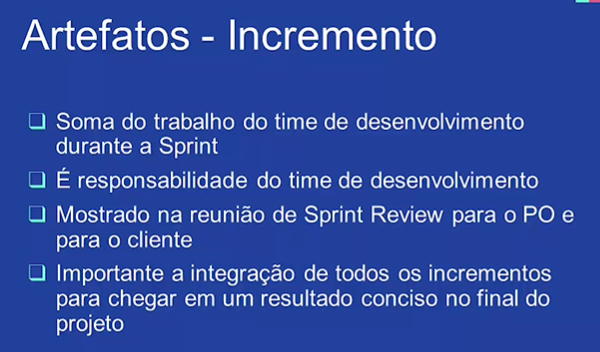 Artefatos - Incremento
Soma do trabalho do time de desenvolvimento
durante a Sprint
É responsabilidade do time de desenvolvimento
Mostrado na reunião de Sprint Review para o PO e
para o cliente
Importante a integração de todos os incrementos
para chegar em um resultado conciso no final do
projeto